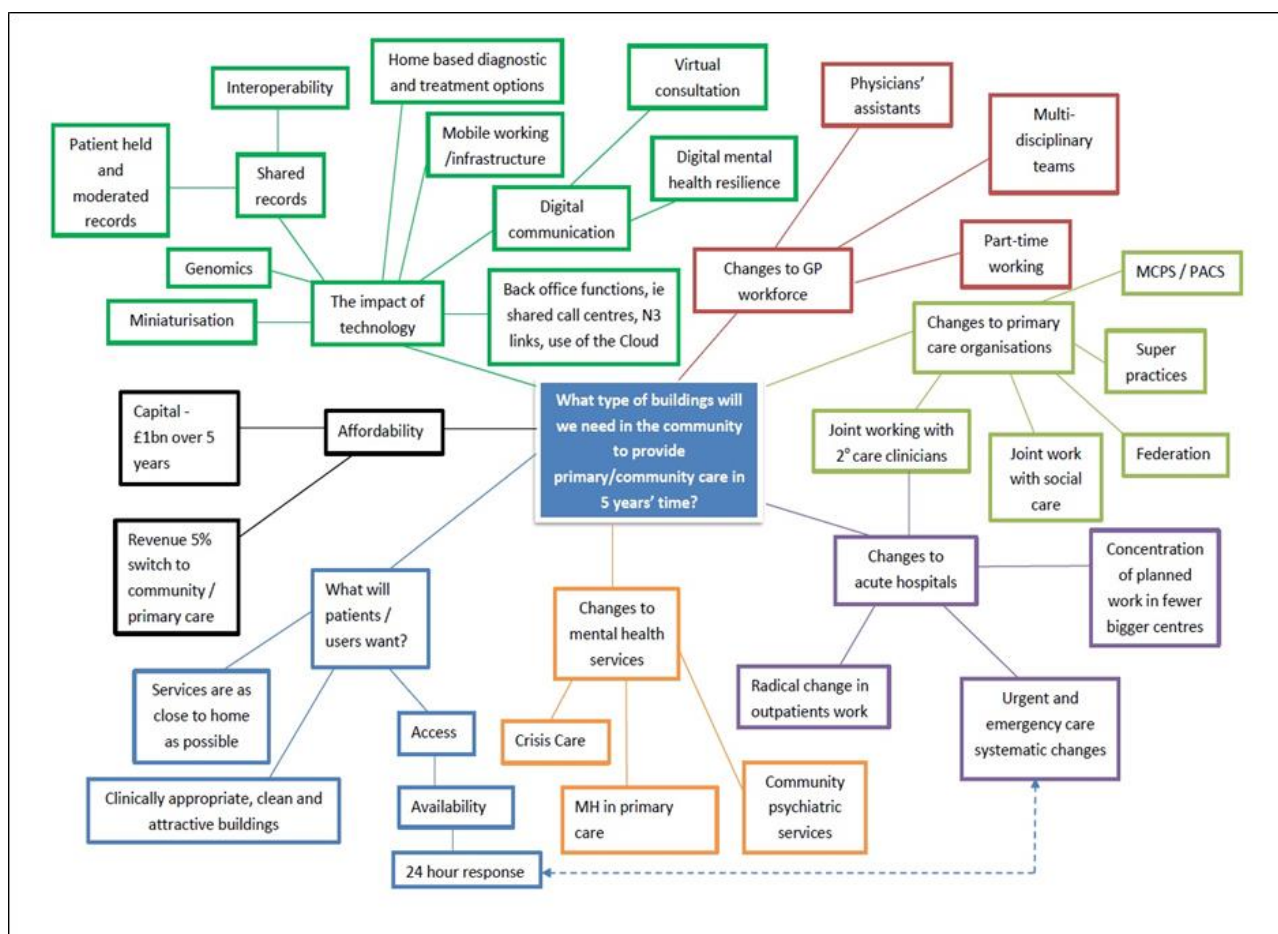 Home based diagnostic
and treatment options
Virtual
consultation
Physicians'
assistants
Interoperability
Multi-
disciplinary
teams
Patient held
and
moderated
records
Shared
records
Mobile working
/infrastructure
Digital mental
health resilience
Digital
communication
Part-time
working
Changes to GP
workforce
MCPS / PACS
Genomics
The impact of
technology
Back office functions, ie
shared call centres, N3
links, use of the Cloud
Miniaturisation
Changes to primary
care organisations
Super
practices
Capital -
£1bn over 5
years
Affordability
What type of buildings will
we need in the community
to provide
primary/community care in
5 years' time?
Joint working with
2° care clinicians
Joint work
with social
care
Federation
Revenue 5%
switch to
community /
primary care
What will
patients /
users want?
Changes to
mental health
services
Changes to
acute hospitals
Concentration
of planned
work in fewer
bigger centres
Services are as
close to home
as possible
Access
Crisis Care
Radical change in
outpatients work
Urgent and
emergency care
systematic changes
Clinically appropriate, clean and
attractive buildings
Availability
MH in primary
care
Community
psychiatric
services
24 hour response